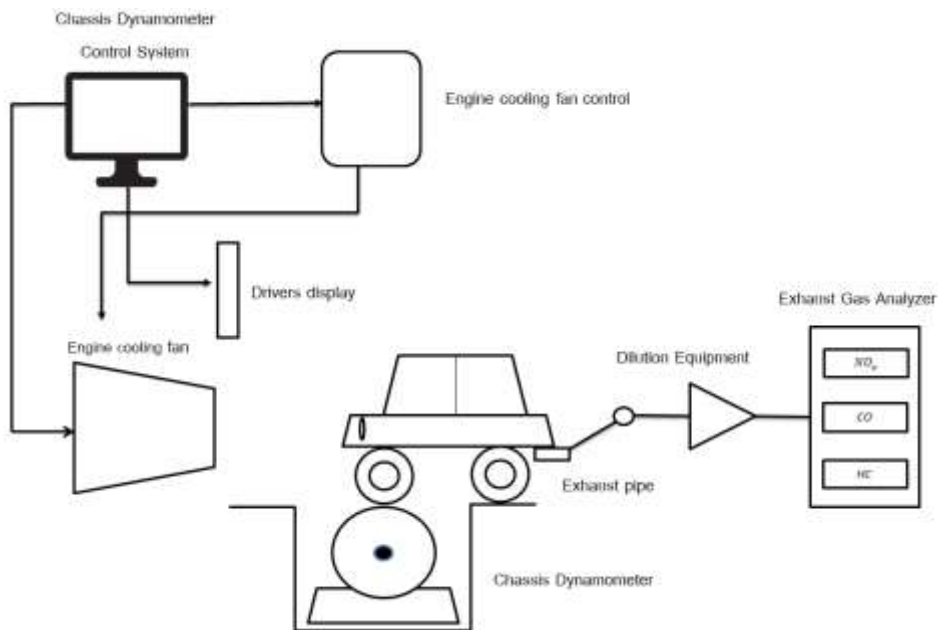 Chassis Dynamometer
Control System
Engine cooling fan control
Drivers display
Exhaust Gas Analyzer
Engine cooling fan
Dilution Equipment
NOₓ
CO
HC
Exhaust pipe
Chassis Dynamometer